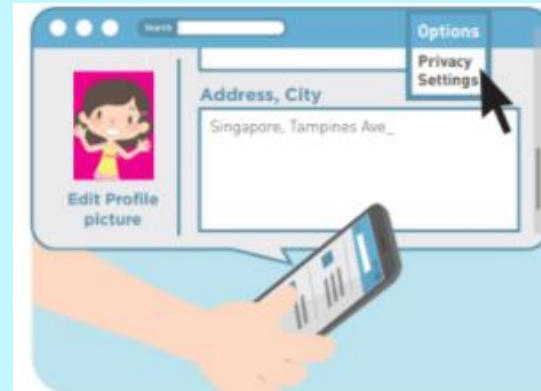 Search
Options
Privacy
Settings
Address, City
Singapore, Tampines Ave_
Edit Profile
picture